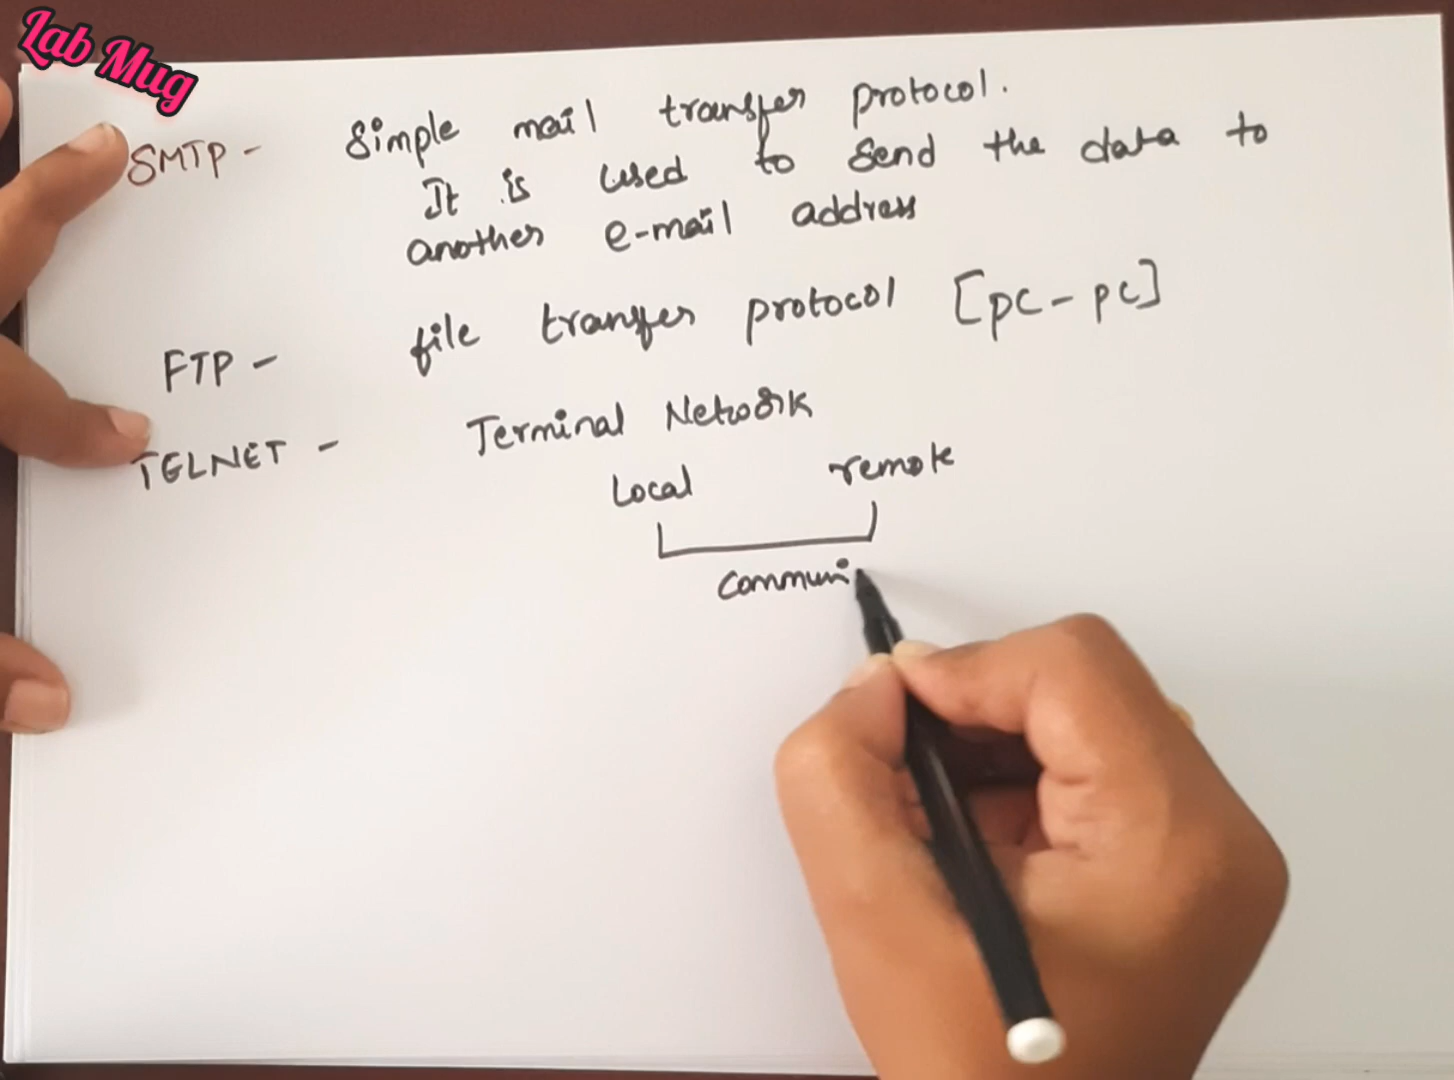 Lab Mug
SMTP - Simple mail transfer protocol.
It is used to send the data to
another e-mail address
FTP - file transfer protocol [pc - pc]
TELNET - Terminal Network
Local remote
Communi